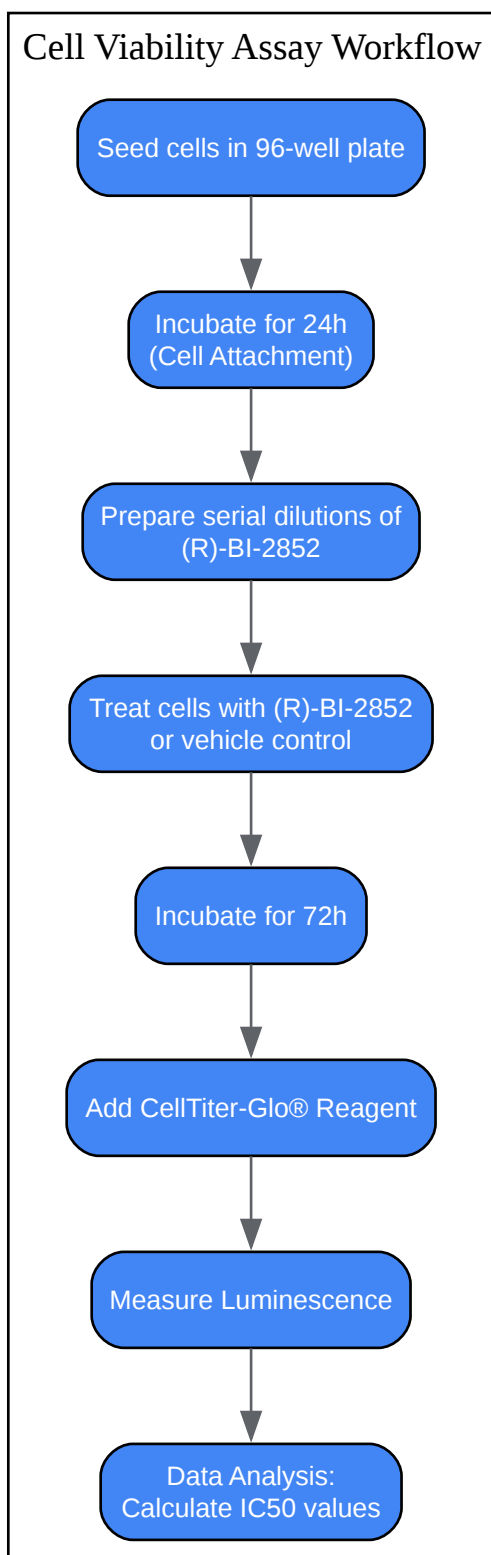 Cell Viability Assay Workflow
Seed cells in 96-well plate
Incubate for 24h
(Cell Attachment)
Prepare serial dilutions of
(R)-BI-2852
Treat cells with (R)-BI-2852
or vehicle control
Incubate for 72h
Add CellTiter-Glo® Reagent
Measure Luminescence
Data Analysis:
Calculate IC50 values